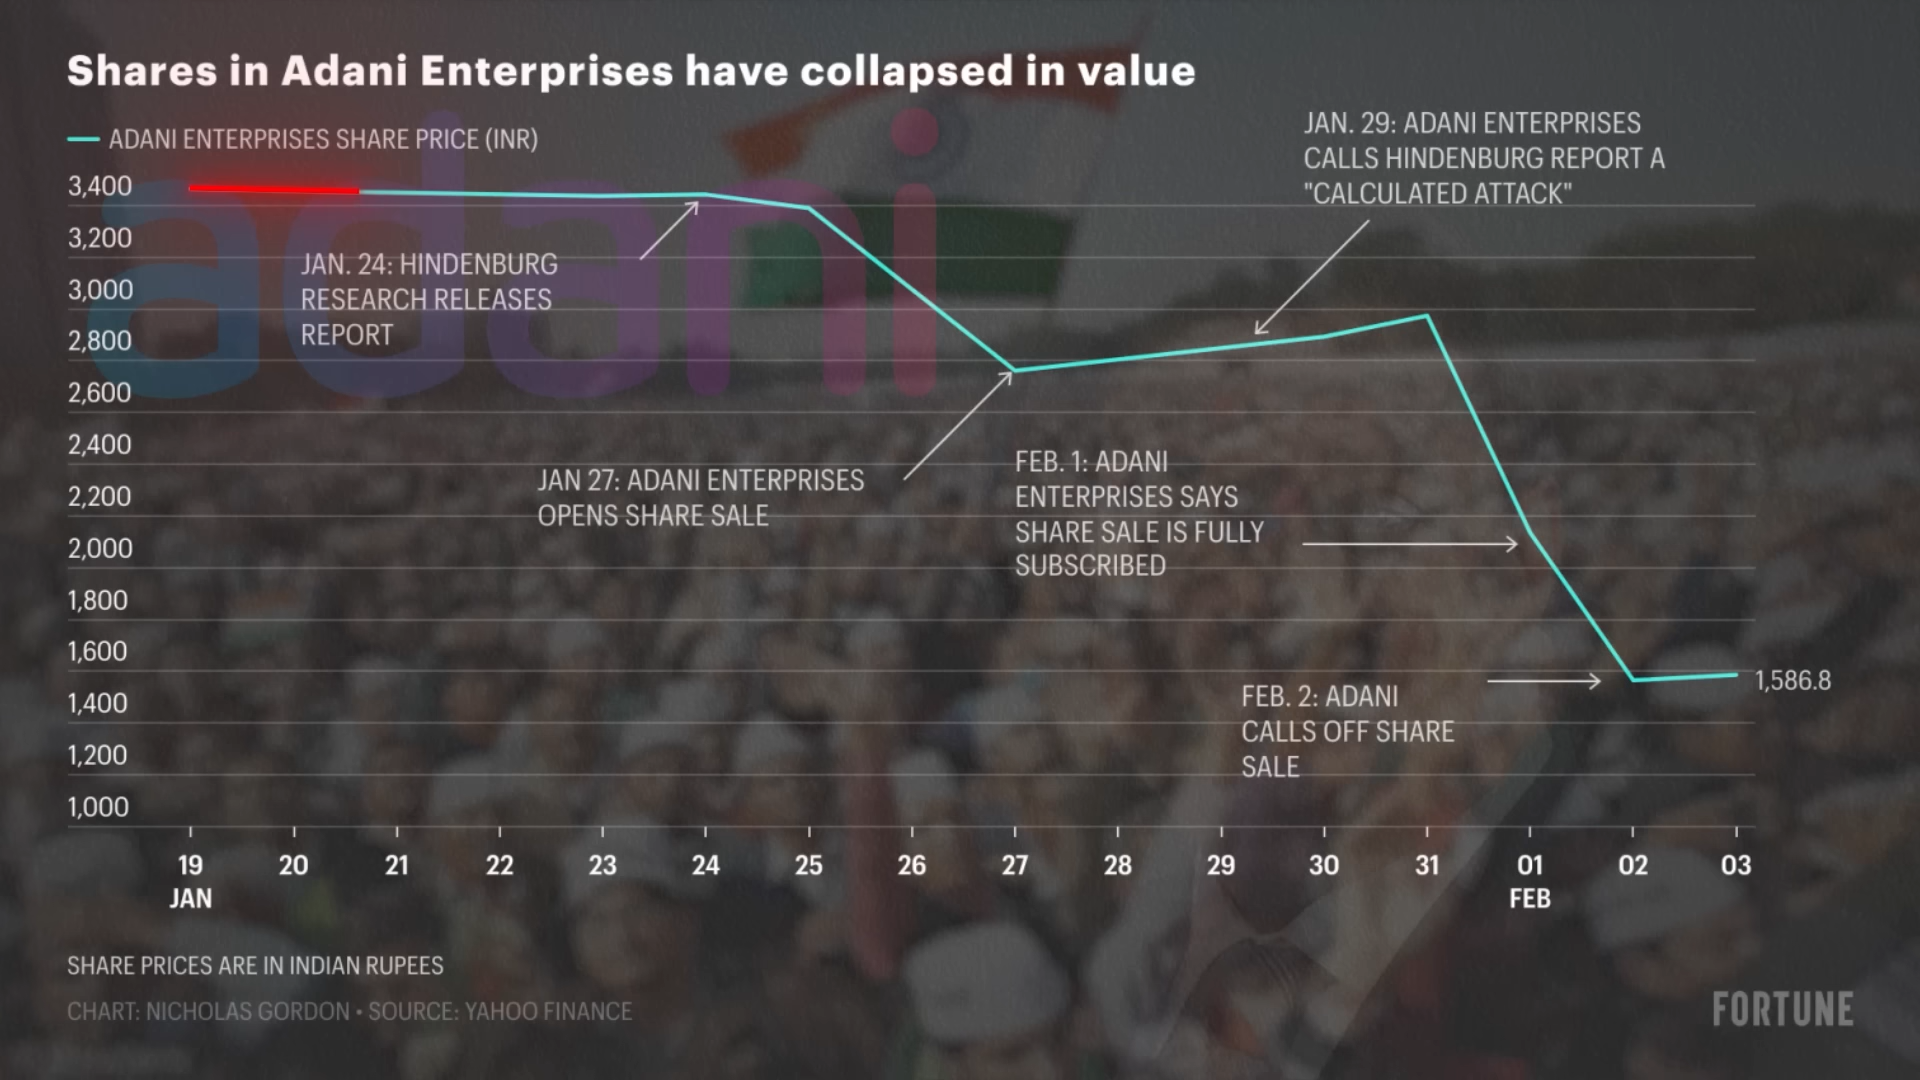 Shares in Adani Enterprises have collapsed in value
ADANI ENTERPRISES SHARE PRICE (INR)
adani
JAN. 29: ADANI ENTERPRISES
CALLS HINDENBURG REPORT A
"CALCULATED ATTACK"
3,400
3,200
3,000
2,800
2,600
2,400
2,200
2,000
1,800
1,600
1,400
1,200
1,000
JAN. 24: HINDENBURG
RESEARCH RELEASES
REPORT
JAN 27: ADANI ENTERPRISES
OPENS SHARE SALE
FEB. 1: ADANI
ENTERPRISES SAYS
SHARE SALE IS FULLY
SUBSCRIBED
FEB. 2: ADANI
CALLS OFF SHARE
SALE
1,586.8
19 20 21 22 23 24 25 26 27 28 29 30 31 01 02 03
JAN FEB
SHARE PRICES ARE IN INDIAN RUPEES
CHART: NICHOLAS GORDON • SOURCE: YAHOO FINANCE
FORTUNE